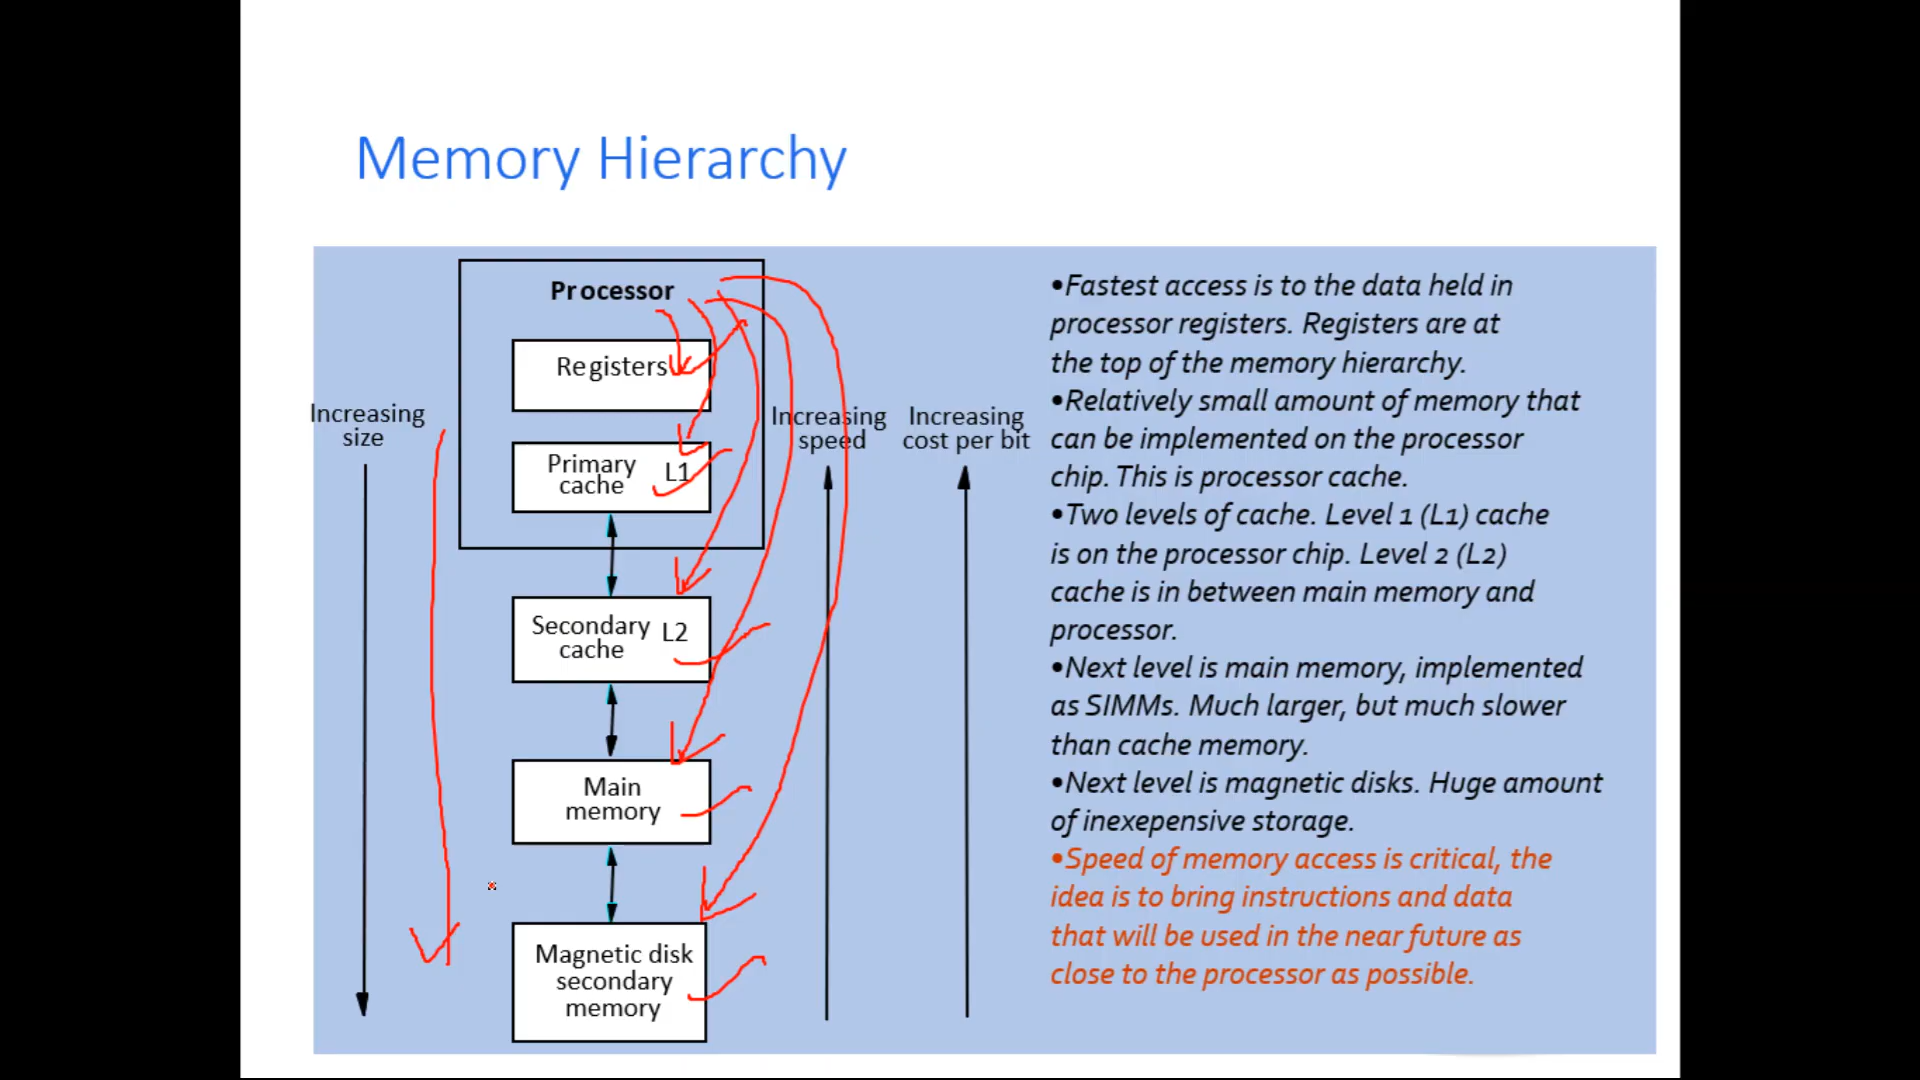 Memory Hierarchy
Processor
Registers
Primary
cache
L1
Secondary
cache
L2
Main
memory
Magnetic disk
secondary
memory
Increasing
size
Increasing
speed
Increasing
cost per bit
•Fastest access is to the data held in
processor registers. Registers are at
the top of the memory hierarchy.
•Relatively small amount of memory that
can be implemented on the processor
chip. This is processor cache.
•Two levels of cache. Level 1 (L1) cache
is on the processor chip. Level 2 (L2)
cache is in between main memory and
processor.
•Next level is main memory, implemented
as SIMMs. Much larger, but much slower
than cache memory.
•Next level is magnetic disks. Huge amount
of inexepensive storage.
•Speed of memory access is critical, the
idea is to bring instructions and data
that will be used in the near future as
close to the processor as possible.